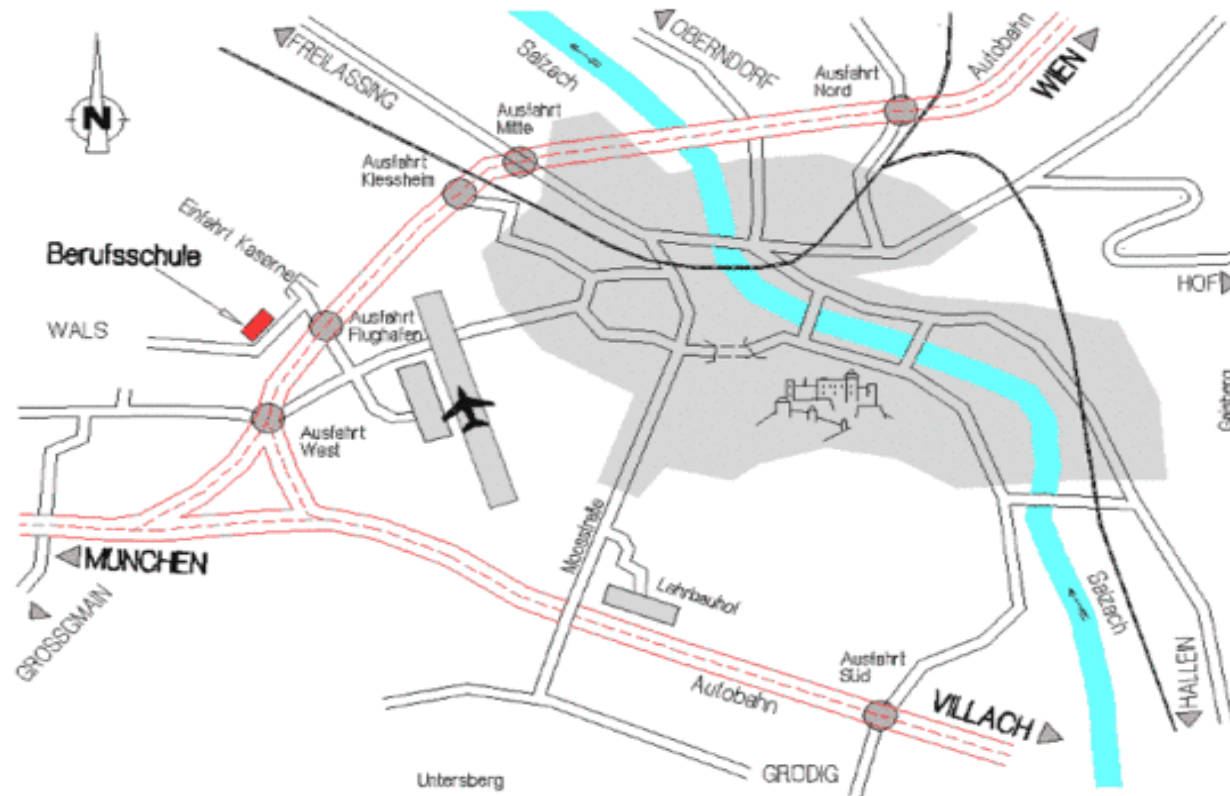 N
FREILASSING
Salzach
OBERNDORF
Ausfahrt
Nord
Autobahn
WIEN
Ausfahrt
Mitte
Ausfahrt
Klessheim
Einfahrt Kaserne
Berufsschule
WALS
Ausfahrt
Flughafen
HOF
Gaisberg
Ausfahrt
West
MÜNCHEN
GROSSGMAIN
Moosstraße
Lehrbauhof
Salzach
Ausfahrt
Süd
Autobahn
VILLACH
HALLEIN
GRÖDIG
Untersberg